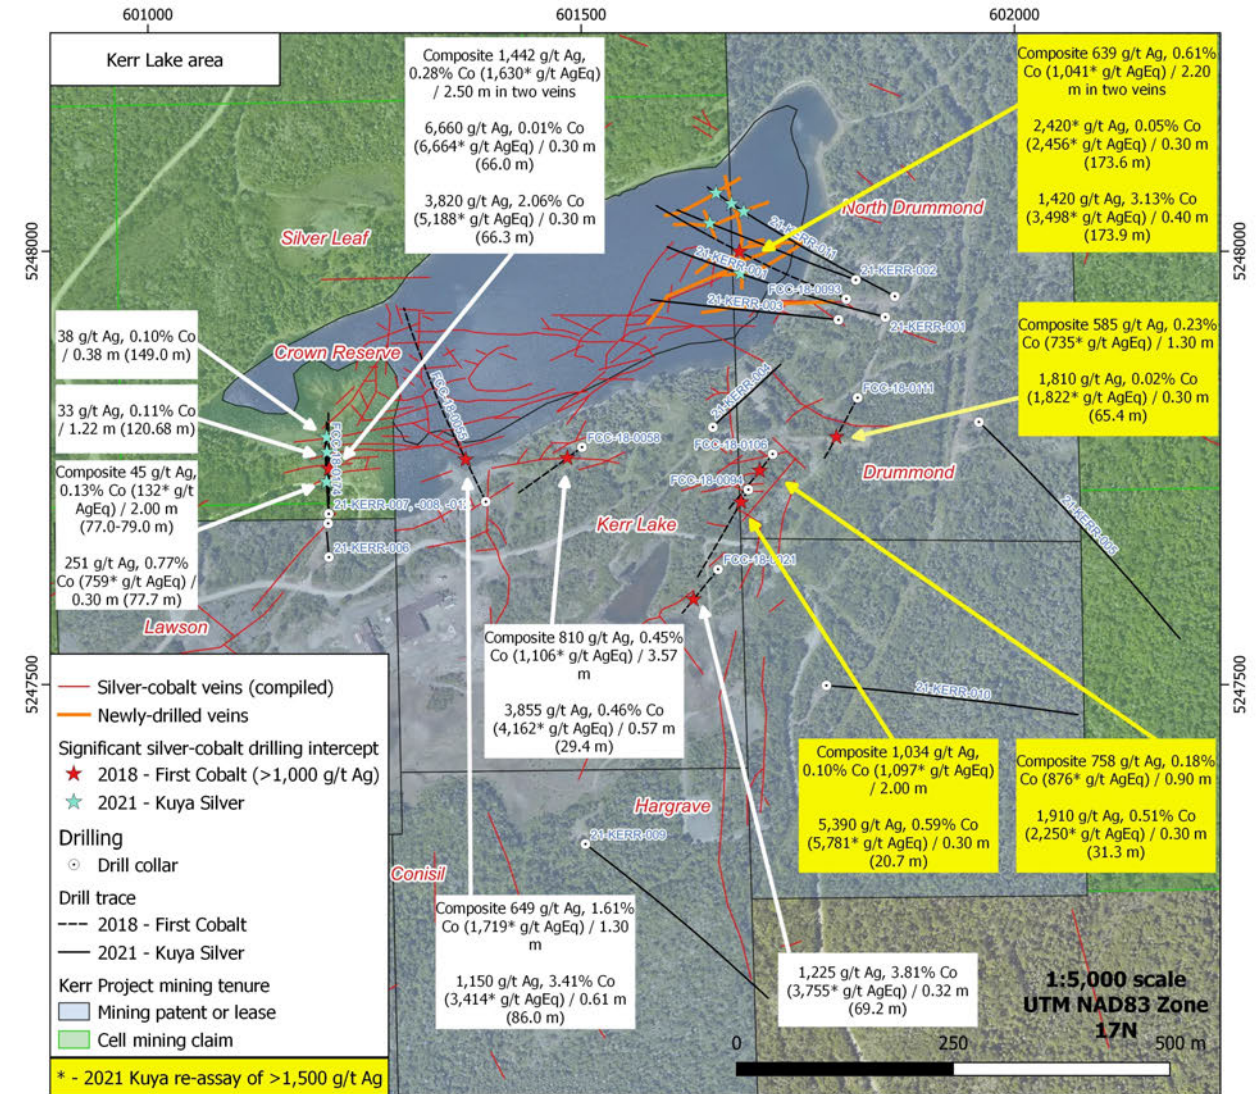 601000
601500
602000
5248000
5247500
5248000
5247500
Kerr Lake area
Composite 1,442 g/t Ag,
0.28% Co (1,630* g/t AgEq)
/ 2.50 m in two veins
6,660 g/t Ag, 0.01% Co
(6,664* g/t AgEq) / 0.30 m
(66.0 m)
3,820 g/t Ag, 2.06% Co
(5,188* g/t AgEq) / 0.30 m
(66.3 m)
Composite 639 g/t Ag, 0.61%
Co (1,041* g/t AgEq) / 2.20
m in two veins
2,420* g/t Ag, 0.05% Co
(2,456* g/t AgEq) / 0.30 m
(173.6 m)
1,420 g/t Ag, 3.13% Co
(3,498* g/t AgEq) / 0.40 m
(173.9 m)
Silver Leaf
North Drummond
21-KERR-011
21-KERR-002
21-KERR-001
FCC-18-0093
21-KERR-003
21-KERR-001
38 g/t Ag, 0.10% Co
/ 0.38 m (149.0 m)
Crown Reserve
Composite 585 g/t Ag, 0.23%
Co (735* g/t AgEq) / 1.30 m
1,810 g/t Ag, 0.02% Co
(1,822* g/t AgEq) / 0.30 m
(65.4 m)
21-KERR-004
FCC-18-0111
33 g/t Ag, 0.11% Co
/ 1.22 m (120.68 m)
FCC-18-0055
FCC-18-0058
FCC-18-0106
FCC-18-0174
Drummond
Composite 45 g/t Ag,
0.13% Co (132* g/t
AgEq) / 2.00 m
(77.0-79.0 m)
251 g/t Ag, 0.77%
Co (759* g/t AgEq) /
0.30 m (77.7 m)
FCC-18-0084
21-KERR-007, -008, -01
Kerr Lake
21-KERR-005
21-KERR-006
FCC-18-0021
Lawson
Composite 810 g/t Ag, 0.45%
Co (1,106* g/t AgEq) / 3.57
m
3,855 g/t Ag, 0.46% Co
(4,162* g/t AgEq) / 0.57 m
(29.4 m)
21-KERR-010
Composite 1,034 g/t Ag,
0.10% Co (1,097* g/t AgEq)
/ 2.00 m
5,390 g/t Ag, 0.59% Co
(5,781* g/t AgEq) / 0.30 m
(20.7 m)
Composite 758 g/t Ag, 0.18%
Co (876* g/t AgEq) / 0.90 m
1,910 g/t Ag, 0.51% Co
(2,250* g/t AgEq) / 0.30 m
(31.3 m)
Hargrave
21-KERR-009
Conisil
Composite 649 g/t Ag, 1.61%
Co (1,719* g/t AgEq) / 1.30
m
1,150 g/t Ag, 3.41% Co
(3,414* g/t AgEq) / 0.61 m
(86.0 m)
1,225 g/t Ag, 3.81% Co
(3,755* g/t AgEq) / 0.32 m
(69.2 m)
Silver-cobalt veins (compiled)
Newly-drilled veins
Significant silver-cobalt drilling intercept
2018 - First Cobalt (>1,000 g/t Ag)
2021 - Kuya Silver
Drilling
Drill collar
Drill trace
2018 - First Cobalt
2021 - Kuya Silver
Kerr Project mining tenure
Mining patent or lease
Cell mining claim
* - 2021 Kuya re-assay of >1,500 g/t Ag
1:5,000 scale
UTM NAD83 Zone
17N
0
250
500 m